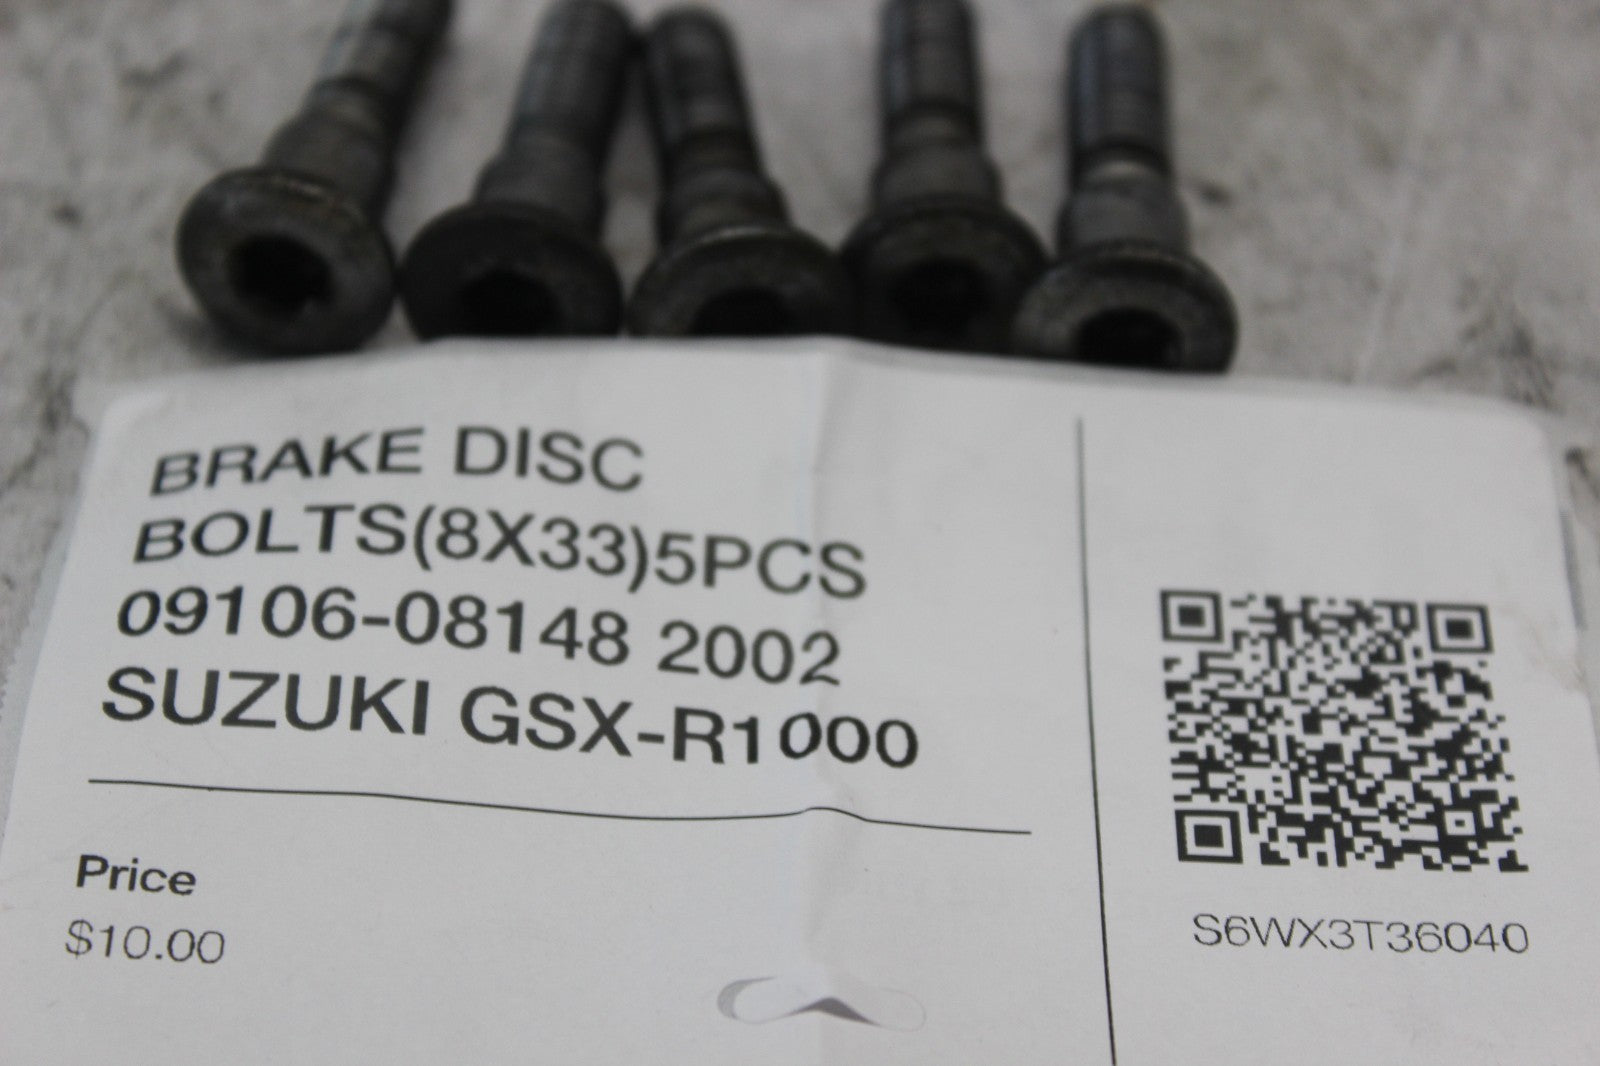 BRAKE DISC
BOLTS(8X33)5PCS
09106-08148 2002
SUZUKI GSX-R1000
Price
$10.00
S6WX3T36040